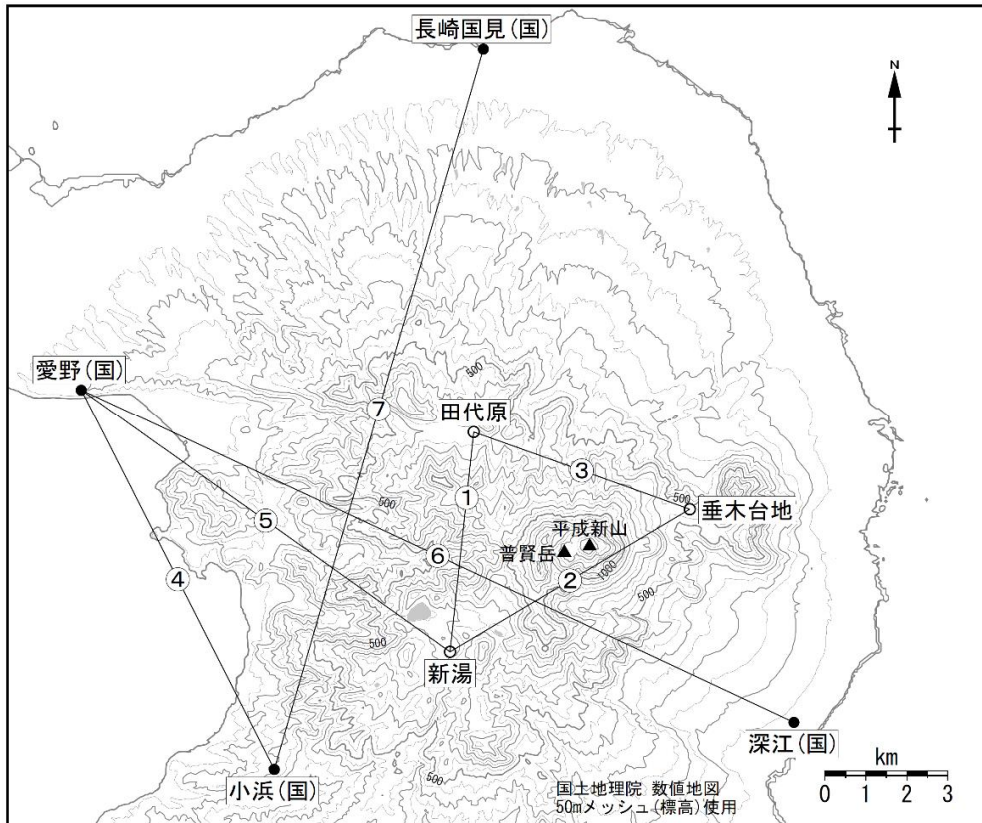 長崎国見(国)
N
愛野(国)
500
⑦
田代原
③
①
500
500
垂木台地
平成新山
普賢岳
⑤
⑥
②
1000
④
500
500
新湯
深江(国)
小浜(国)
500
km
国土地理院 数値地図
50mメッシュ(標高)使用
0 1 2 3